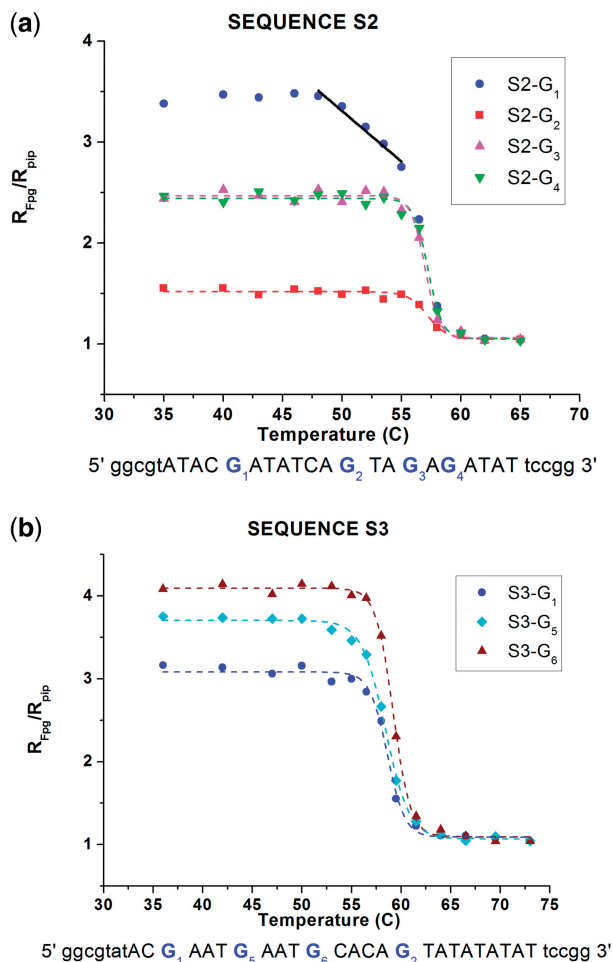 (a)
SEQUENCE S2
4
3
2
1
R_Fpg/R_pip
S2-G₁
S2-G₂
S2-G₃
S2-G₄
30 35 40 45 50 55 60 65 70
Temperature (C)
5' ggcgtATAC G₁ATATCA G₂ TA G₃AG₄ATAT tccgg 3'
(b)
SEQUENCE S3
4
3
2
1
R_Fpg/R_pip
S3-G₁
S3-G₅
S3-G₆
30 35 40 45 50 55 60 65 70 75
Temperature (C)
5' ggcgtatAC G₁ AAT G₅ AAT G₆ CACA G₂ TATATATAT tccgg 3'